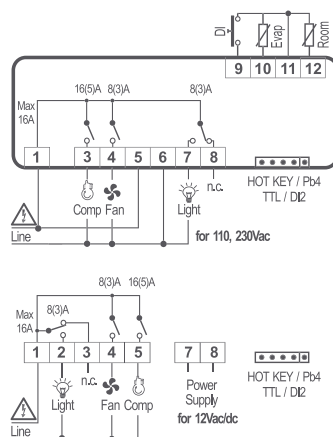 DI
Evap
Room
9 10 11 12
16(5)A 8(3)A 8(3)A
Max
16A
1 3 4 5 6 7 8
n.c.
Comp Fan
Light
Line
for 110, 230Vac
HOT KEY / Pb4
TTL / DI2
8(3)A 16(5)A
Max
16A
8(3)A
1 2 3 4 5 7 8
n.c.
Light
Fan Comp
Power
Supply
for 12Vac/dc
Line
HOT KEY / Pb4
TTL / DI2